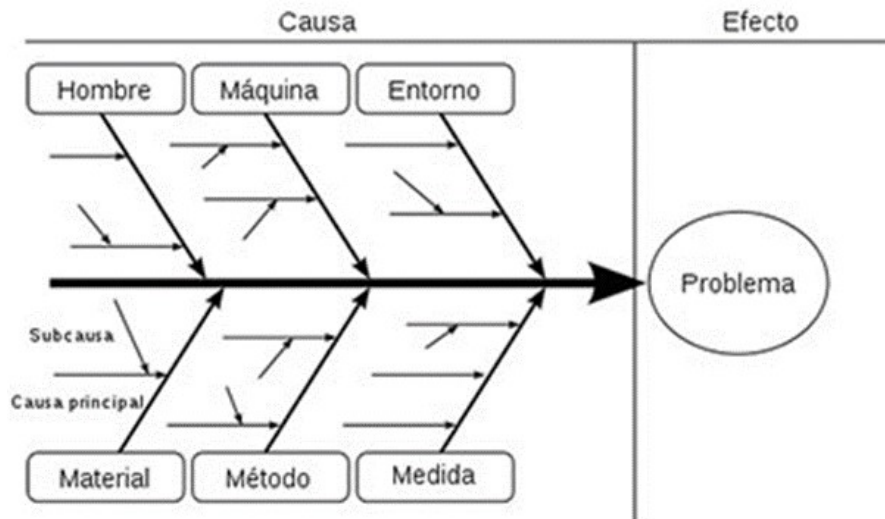 Causa
Efecto
Hombre
Máquina
Entorno
Problema
Subcausa
Causa principal
Material
Método
Medida